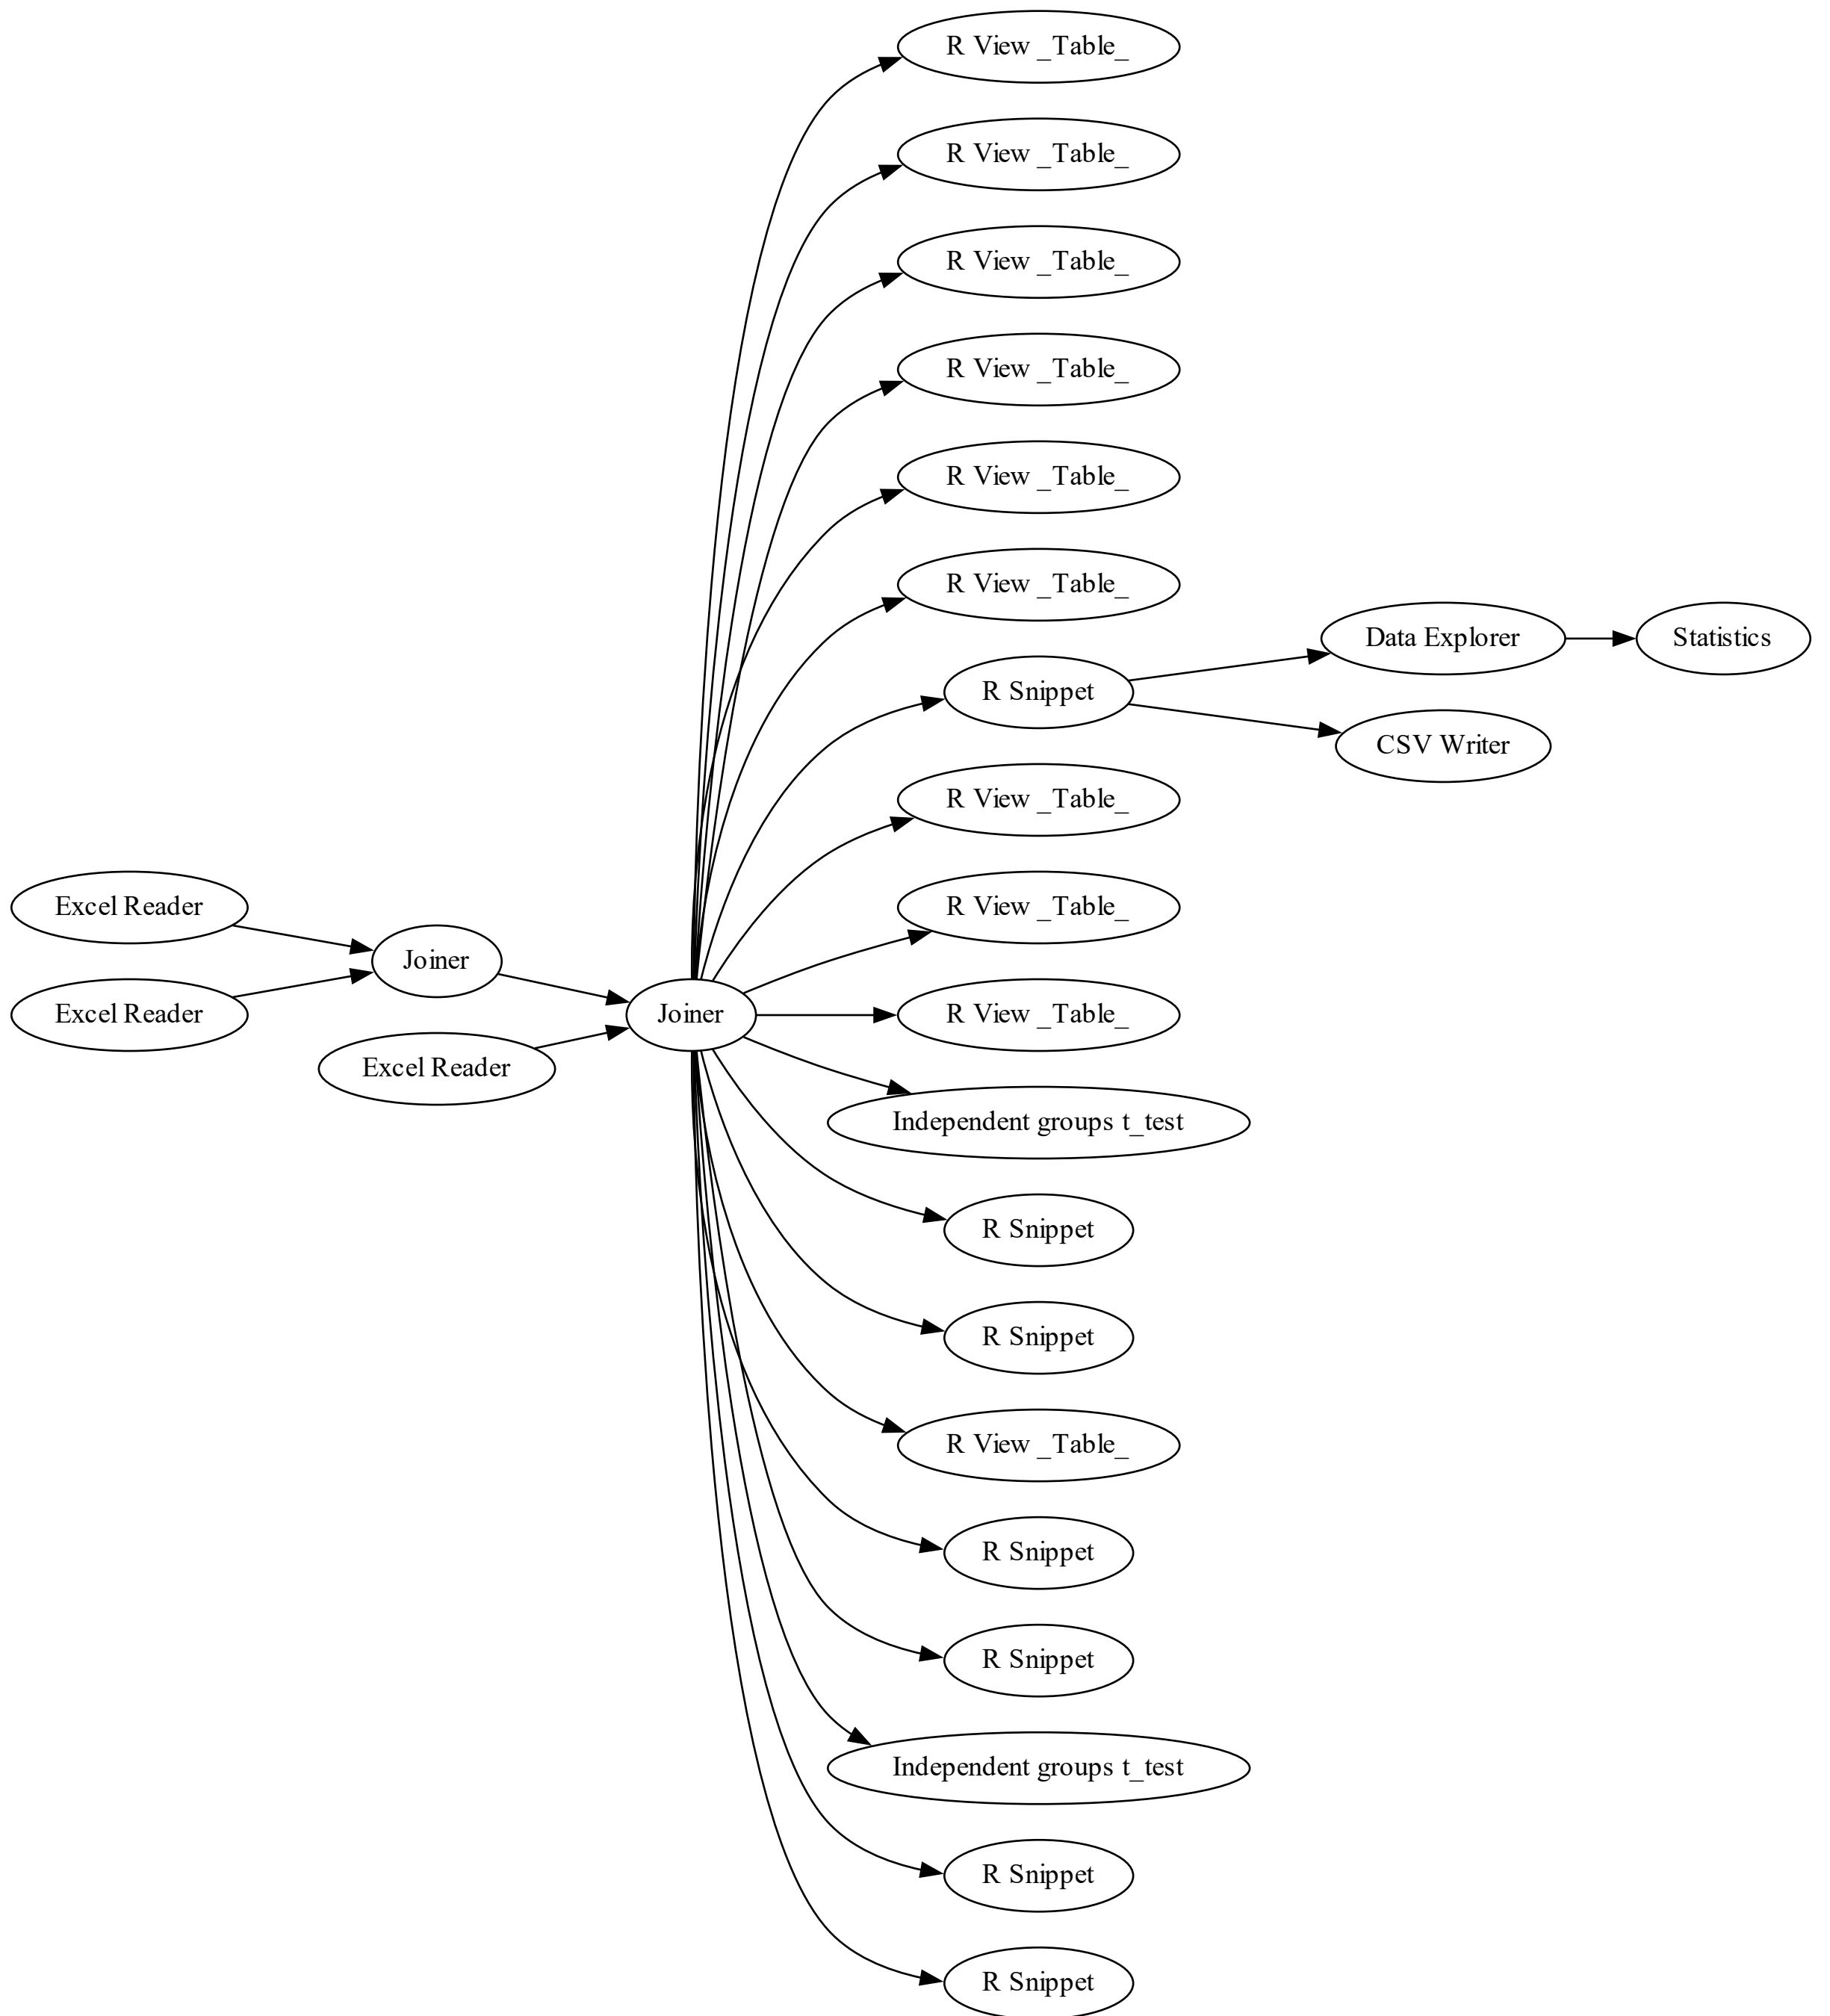 R View _Table_
R View _Table_
R View _Table_
R View _Table_
R View _Table_
R View _Table_
Data Explorer
Statistics
R Snippet
CSV Writer
R View _Table_
Excel Reader
R View _Table_
Joiner
Excel Reader
Joiner
R View _Table_
Excel Reader
Independent groups t_test
R Snippet
R Snippet
R View _Table_
R Snippet
R Snippet
Independent groups t_test
R Snippet
R Snippet